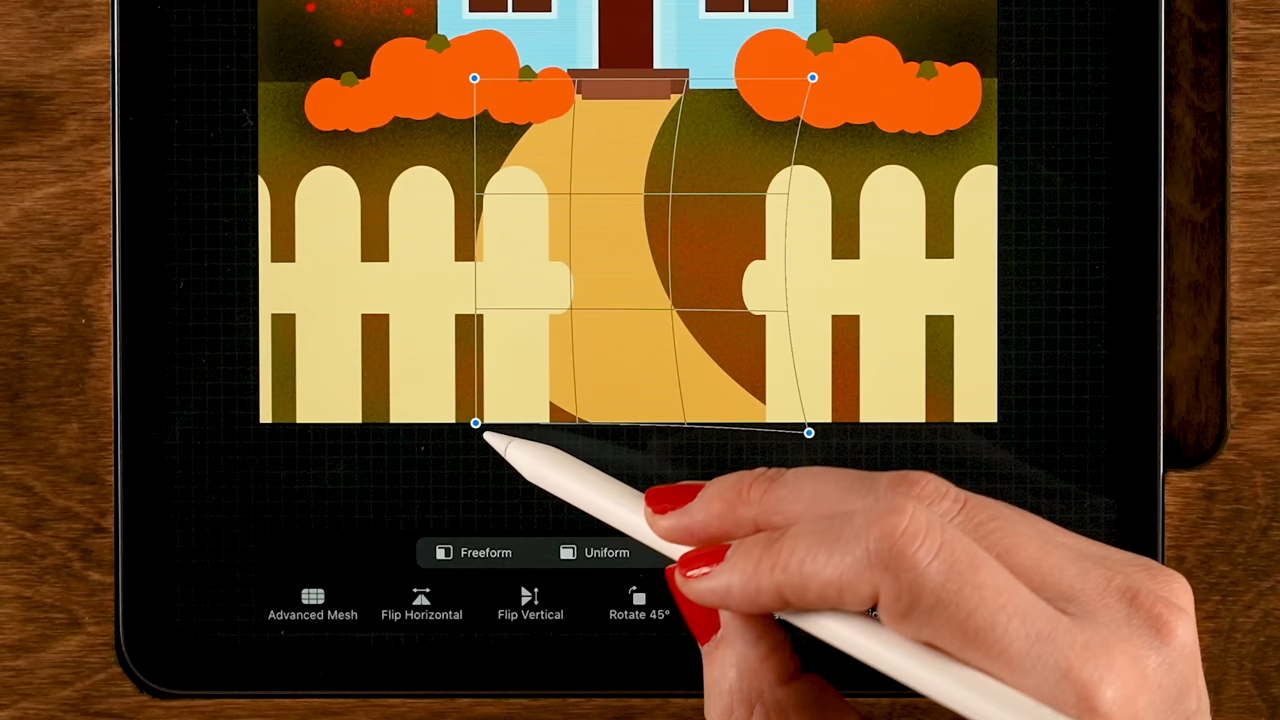 Freeform
Uniform
Advanced Mesh
Flip Horizontal
Flip Vertical
Rotate 45°